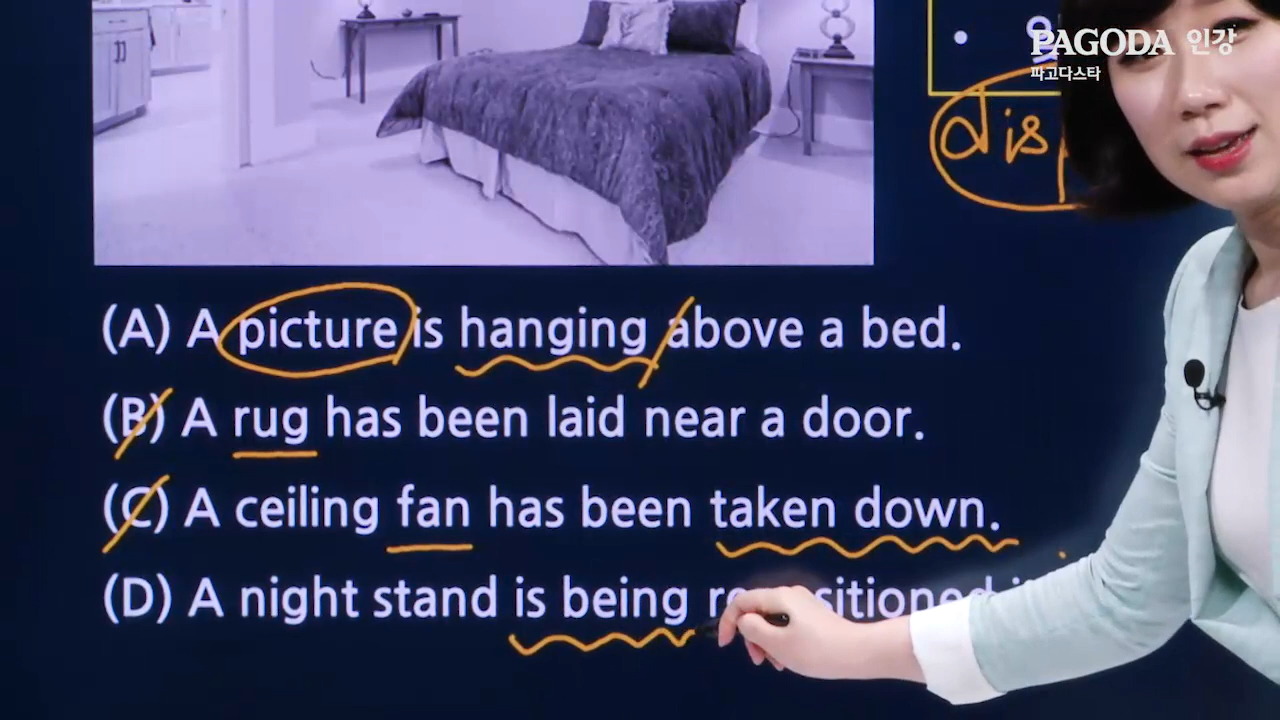 PAGODA 인강
파고다스타
(A) A picture is hanging above a bed.
(B) A rug has been laid near a door.
(C) A ceiling fan has been taken down.
(D) A night stand is being